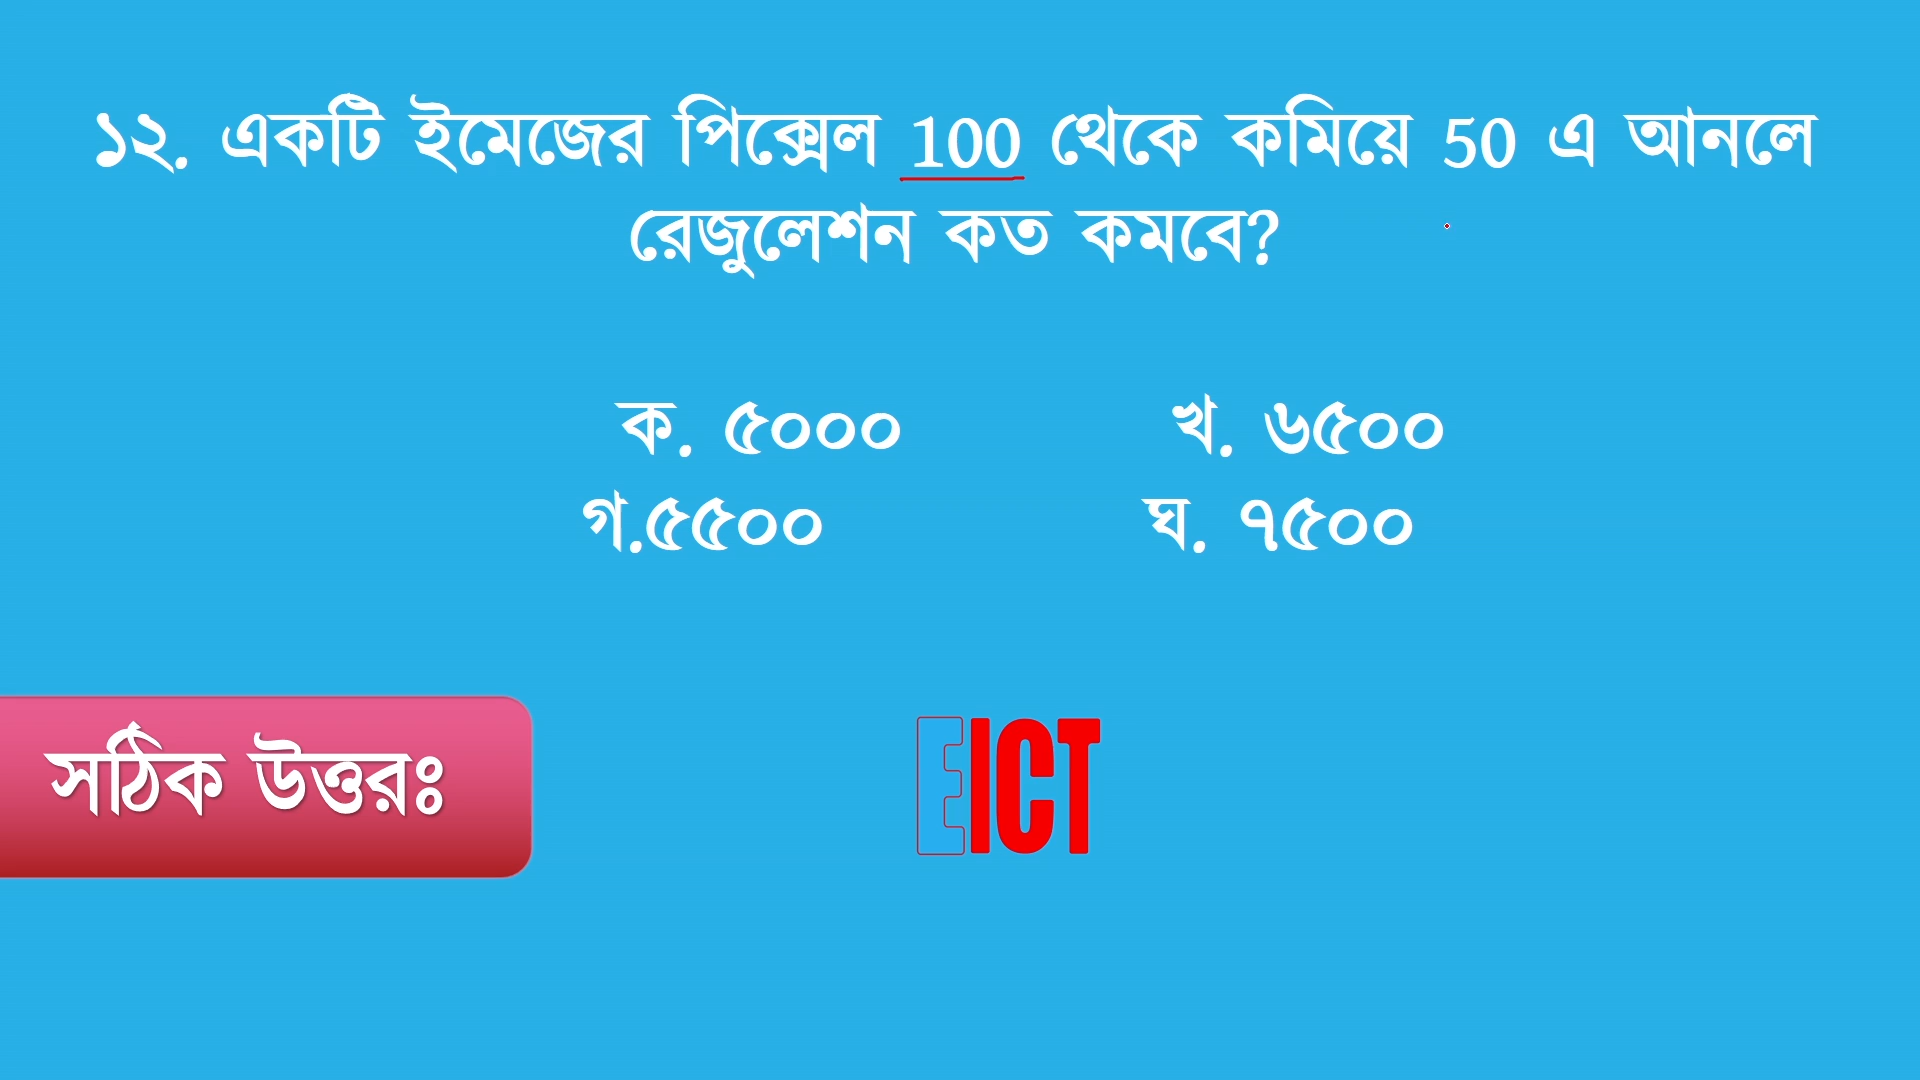 ১২. একটি ইমেজের পিক্সেল 100 থেকে কমিয়ে 50 এ আনলে
রেজুলেশন কত কমবে?
ক. ৫০০০ খ. ৬৫০০
গ.৫৫০০ ঘ. ৭৫০০
সঠিক উত্তরঃ
EICT